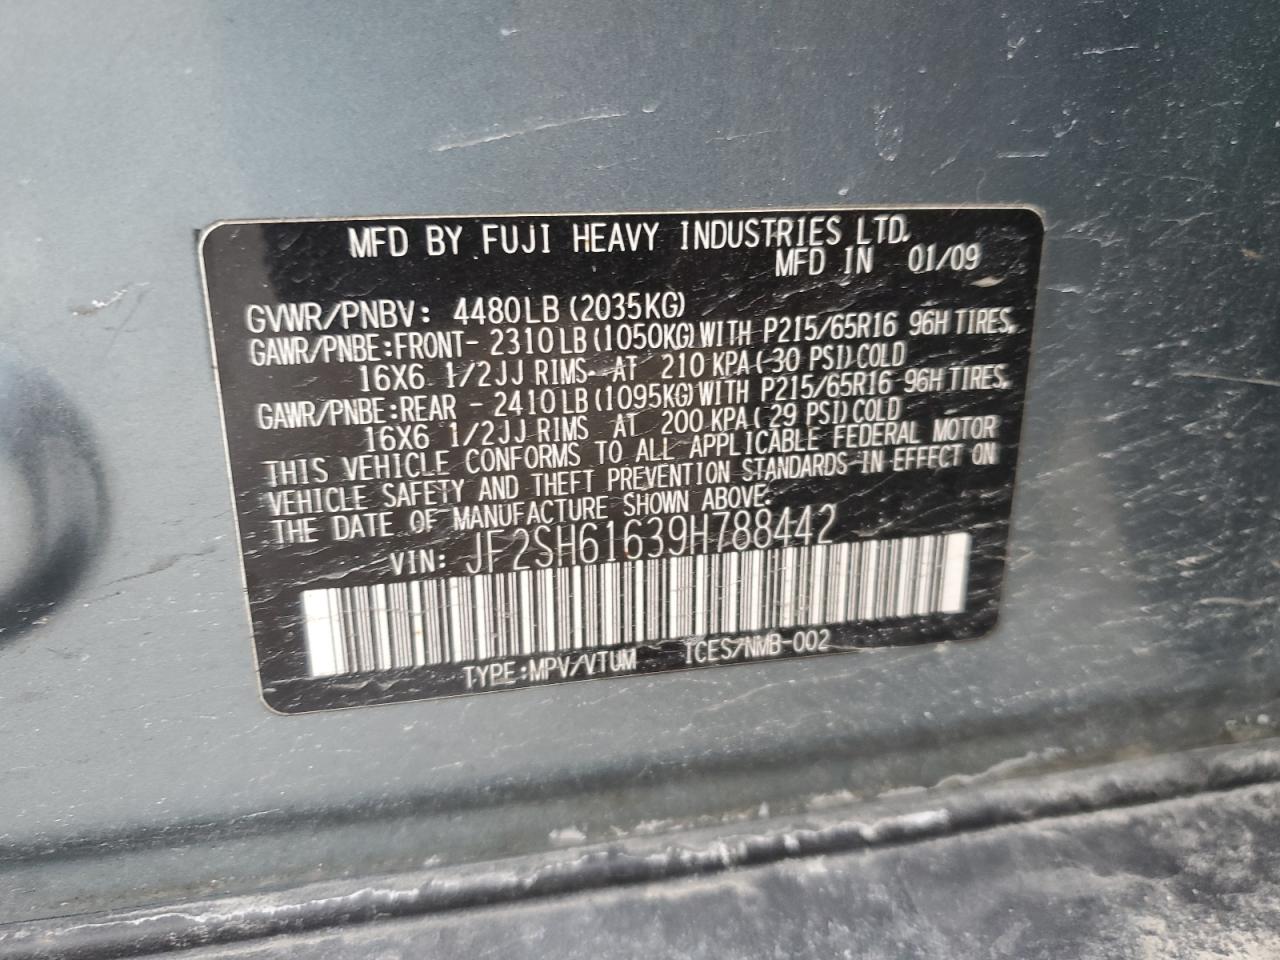 MFD BY FUJI HEAVY INDUSTRIES LTD.
MFD IN 01/09
GVWR/PNBV: 4480LB (2035KG)
GAWR/PNBE:FRONT- 2310LB (1050KG) WITH P215/65R16 96H TIRES,
16X6 1/2JJ RIMS- AT 210 KPA( 30 PSI) COLD
GAWR/PNBE:REAR - 2410LB (1095KG) WITH P215/65R16 96H TIRES,
16X6 1/2JJ RIMS AT 200 KPA( 29 PSI) COLD
THIS VEHICLE CONFORMS TO ALL APPLICABLE FEDERAL MOTOR
VEHICLE SAFETY AND THEFT PREVENTION STANDARDS IN EFFECT ON
THE DATE OF MANUFACTURE SHOWN ABOVE.
VIN: JF2SH61639H788442
TYPE:MPV/VTUM ICES/NMB-002